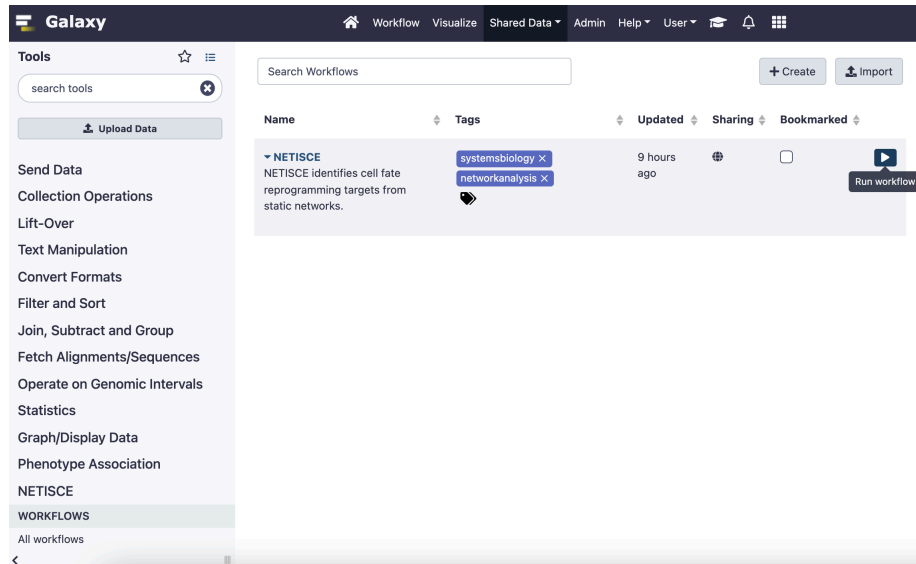 Galaxy
Workflow Visualize Shared Data Admin Help User
Tools
search tools
Upload Data
Send Data
Collection Operations
Lift-Over
Text Manipulation
Convert Formats
Filter and Sort
Join, Subtract and Group
Fetch Alignments/Sequences
Operate on Genomic Intervals
Statistics
Graph/Display Data
Phenotype Association
NETISCE
WORKFLOWS
All workflows
Search Workflows
+ Create Import
Name Tags Updated Sharing Bookmarked
NETISCE
NETISCE identifies cell fate
reprogramming targets from
static networks.
systemsbiology ×
networkanalysis ×
9 hours
ago
Run workflow